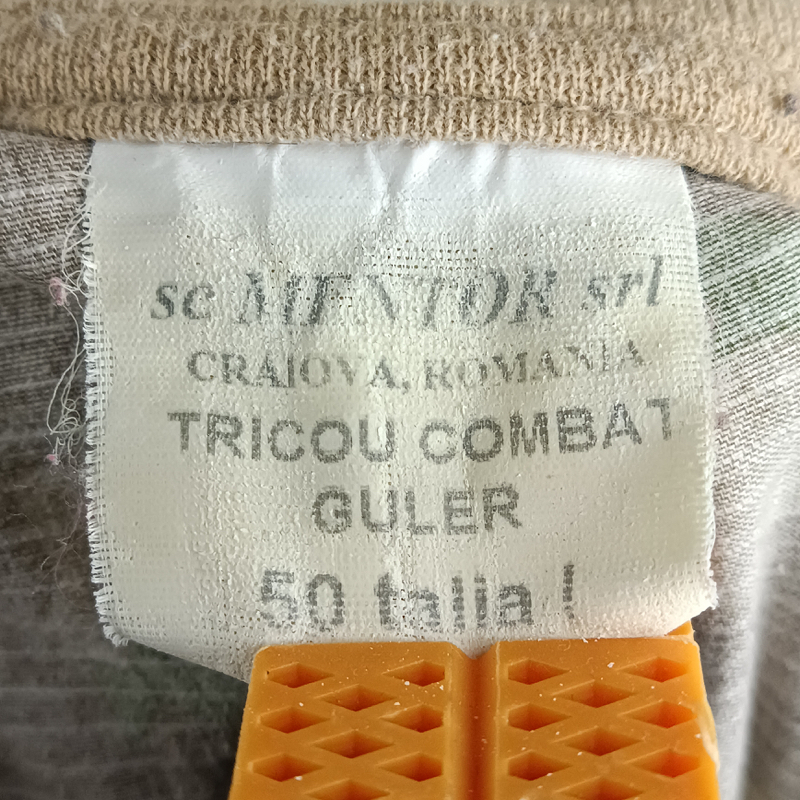 sc MENTOR srl
CRAIOVA, ROMANIA
TRICOU COMBAT
GULER
50 talia I